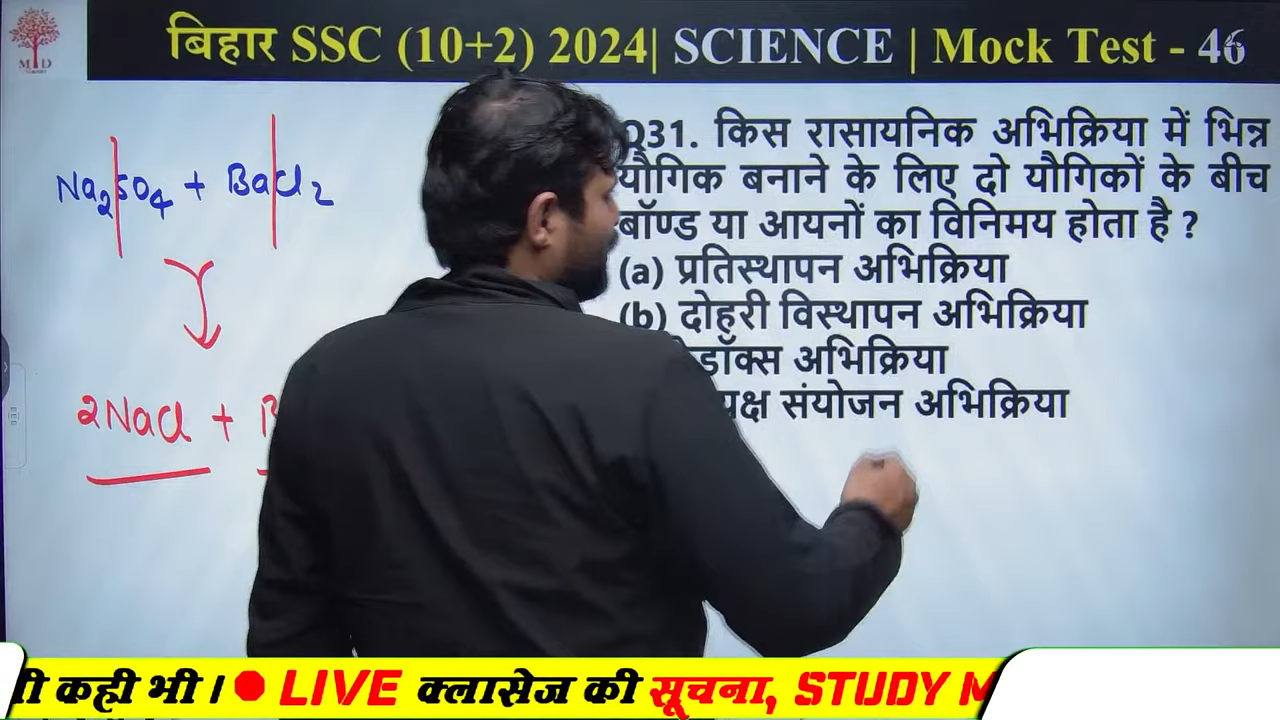 बिहार SSC (10+2) 2024| SCIENCE | Mock Test - 46
Na₂SO₄ + BaCl₂
2NaCl +
Q31. किस रासायनिक अभिक्रिया में भिन्न
यौगिक बनाने के लिए दो यौगिकों के बीच
बॉण्ड या आयनों का विनिमय होता है ?
(a) प्रतिस्थापन अभिक्रिया
(b) दोहरी विस्थापन अभिक्रिया
अभिक्रिया
संयोजन अभिक्रिया
कही भी । LIVE क्लासेज की सूचना, STUDY